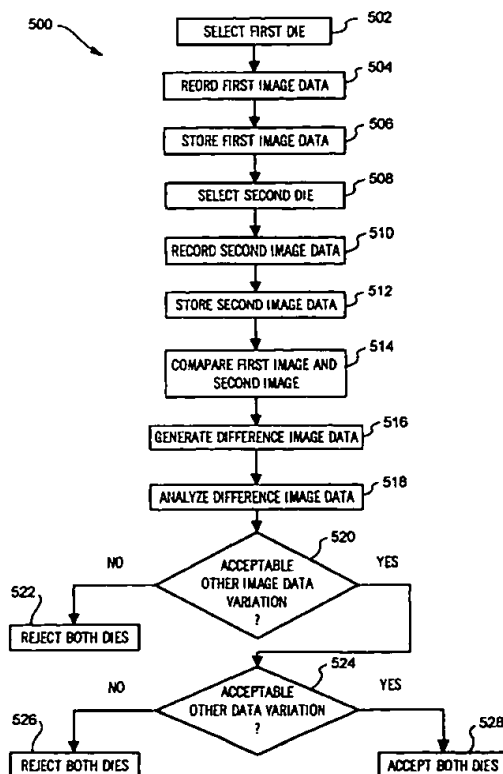 500
SELECT FIRST DIE
502
REORD FIRST IMAGE DATA
504
STORE FIRST IMAGE DATA
506
SELECT SECOND DIE
508
RECORD SECOND IMAGE DATA
510
STORE SECOND IMAGE DATA
512
COMAPARE FIRST IMAGE AND
SECOND IMAGE
514
GENERATE DIFFERENCE IMAGE DATA
516
ANALYZE DIFFERENCE IMAGE DATA
518
520
NO
ACCEPTABLE
OTHER IMAGE DATA
VARIATION
?
YES
522
REJECT BOTH DIES
524
NO
ACCEPTABLE
OTHER DATA VARIATION
?
YES
526
REJECT BOTH DIES
528
ACCEPT BOTH DIES